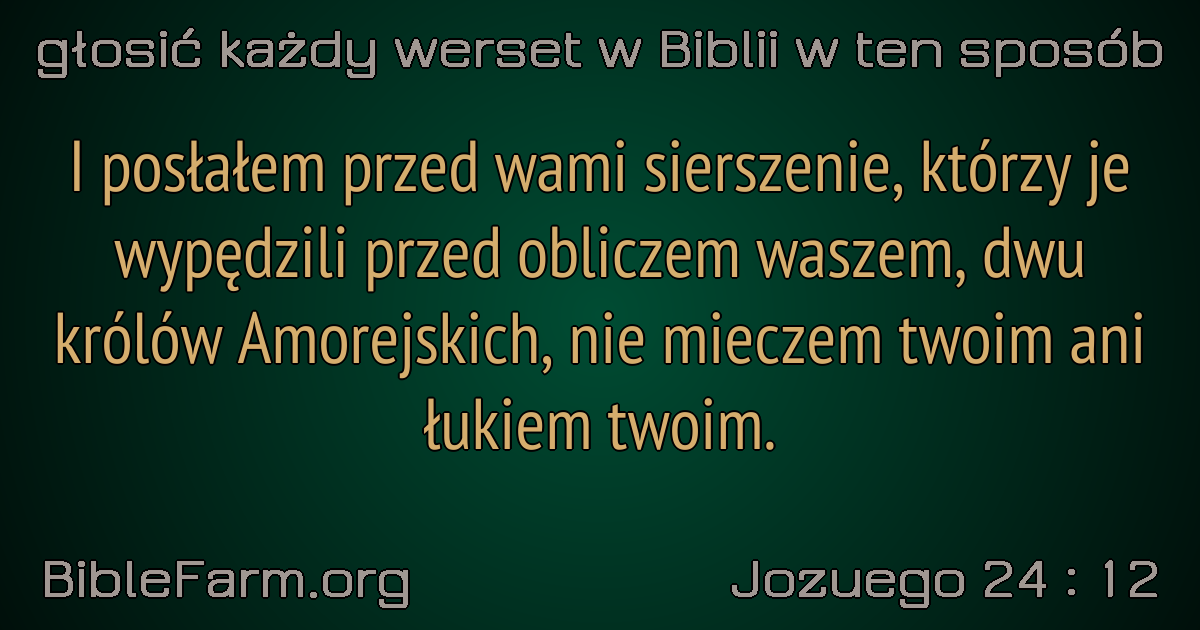 głosić każdy werset w Biblii w ten sposób
I posłałem przed wami sierszenie, którzy je
wypędzili przed obliczem waszem, dwu
królów Amorejskich, nie mieczem twoim ani
łukiem twoim.
BibleFarm.org
Jozuego 24 : 12